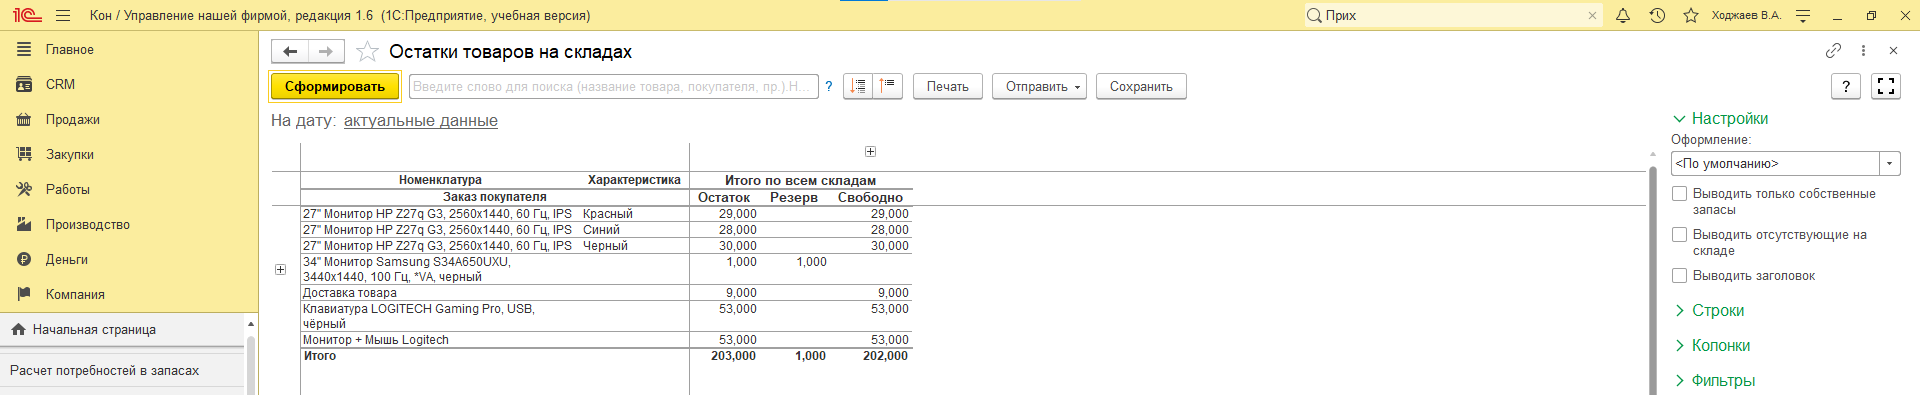 1С Кон / Управление нашей фирмой, редакция 1.6 (1С:Предприятие, учебная версия) Прих Ходжаев В.А.
Главное
CRM
Продажи
Закупки
Работы
Производство
Деньги
Компания
Начальная страница
Расчет потребностей в запасах
Остатки товаров на складах
Сформировать Введите слово для поиска (название товара, покупателя, пр.).Н... ? Печать Отправить Сохранить ?
На дату: актуальные данные
Номенклатура Характеристика Итого по всем складам
Заказ покупателя Остаток Резерв Свободно
27" Монитор HP Z27q G3, 2560x1440, 60 Гц, IPS Красный 29,000 29,000
27" Монитор HP Z27q G3, 2560x1440, 60 Гц, IPS Синий 28,000 28,000
27" Монитор HP Z27q G3, 2560x1440, 60 Гц, IPS Черный 30,000 30,000
34" Монитор Samsung S34A650UXU, 1,000 1,000
3440x1440, 100 Гц, *VA, черный
Доставка товара 9,000 9,000
Клавиатура LOGITECH Gaming Pro, USB, 53,000 53,000
чёрный
Монитор + Мышь Logitech 53,000 53,000
Итого 203,000 1,000 202,000
Настройки
Оформление:
<По умолчанию>
Выводить только собственные
запасы
Выводить отсутствующие на
складе
Выводить заголовок
Строки
Колонки
Фильтры